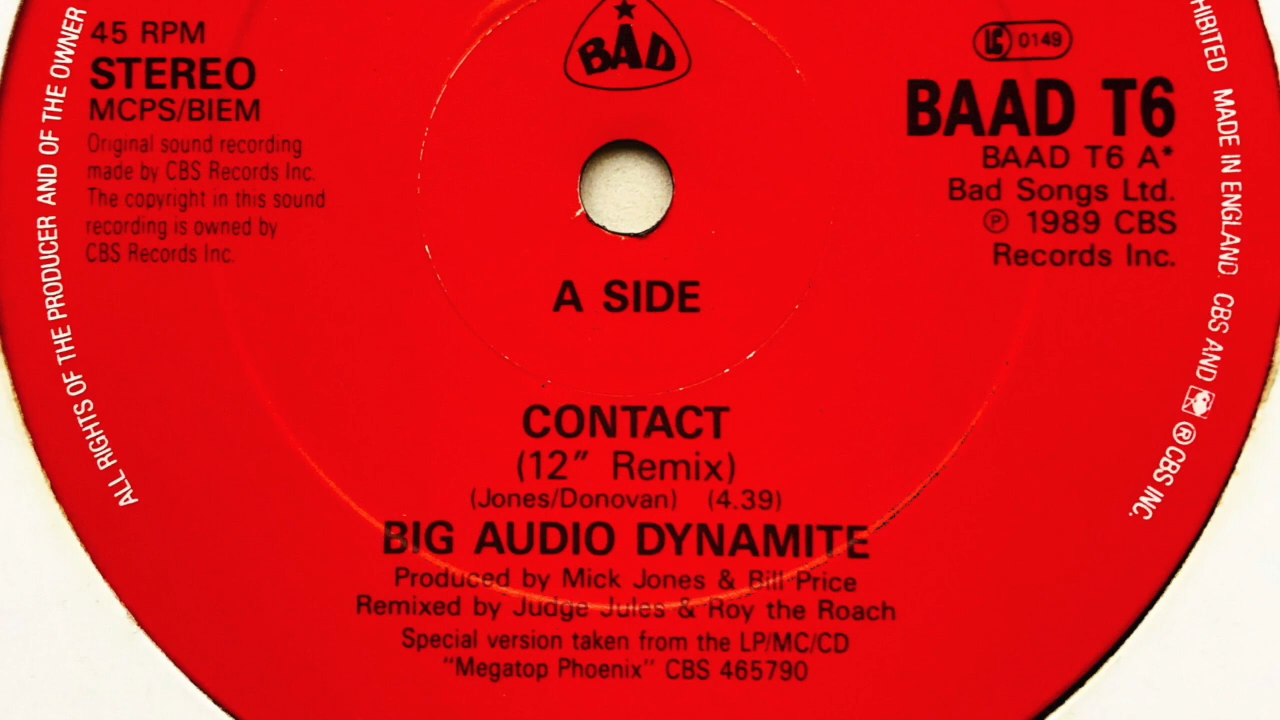 45 RPM
STEREO
MCPS/BIEM
Original sound recording
made by CBS Records Inc.
The copyright in this sound
recording is owned by
CBS Records Inc.
BAD
LC 0149
BAAD T6
BAAD T6 A*
Bad Songs Ltd.
℗ 1989 CBS
Records Inc.
A SIDE
CONTACT
(12″ Remix)
(Jones/Donovan) (4.39)
BIG AUDIO DYNAMITE
Produced by Mick Jones & Bill Price
Remixed by Judge Jules & Roy the Roach
Special version taken from the LP/MC/CD
"Megatop Phoenix" CBS 465790
ALL RIGHTS OF THE PRODUCER AND OF THE OWNER
HIBITED MADE IN ENGLAND. CBS AND ® CBS INC.